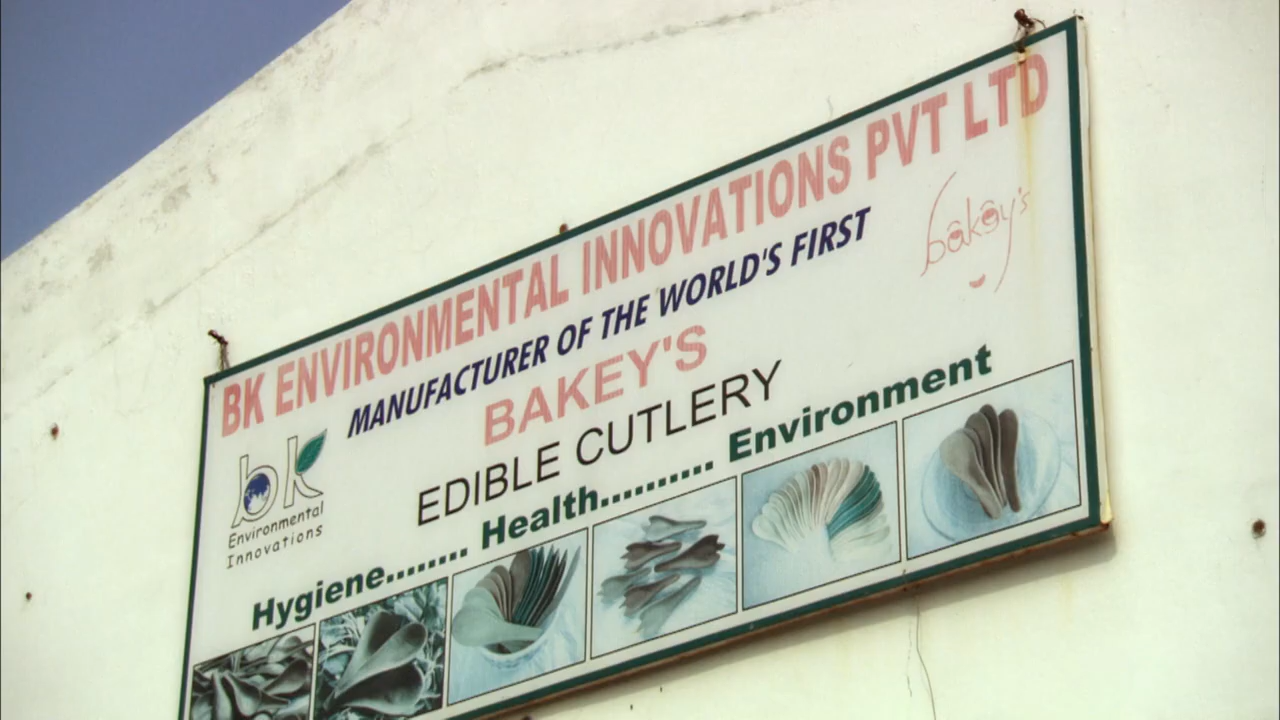 BK ENVIRONMENTAL INNOVATIONS PVT LTD
MANUFACTURER OF THE WORLD'S FIRST
bakêy's
BAKEY'S
EDIBLE CUTLERY
bk
Environmental
Innovations
Hygiene........ Health.......... Environment